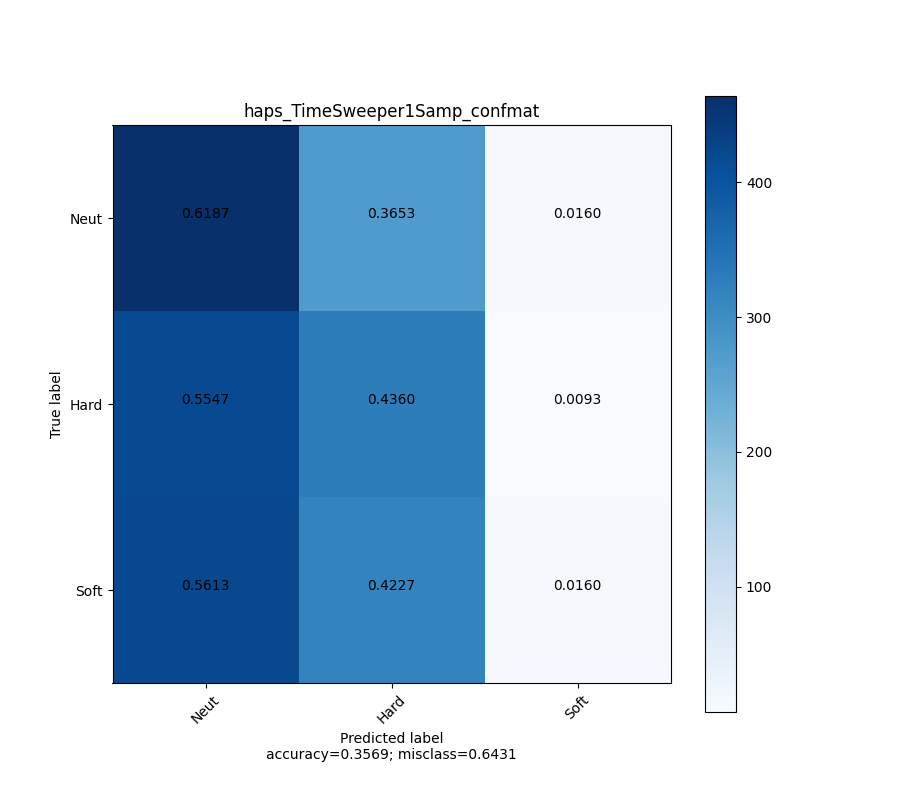 haps_TimeSweeper1Samp_confmat
Neut 0.6187 0.3653 0.0160
Hard 0.5547 0.4360 0.0093
Soft 0.5613 0.4227 0.0160
Neut Hard Soft
True label
Predicted label
accuracy=0.3569; misclass=0.6431
400
300
200
100